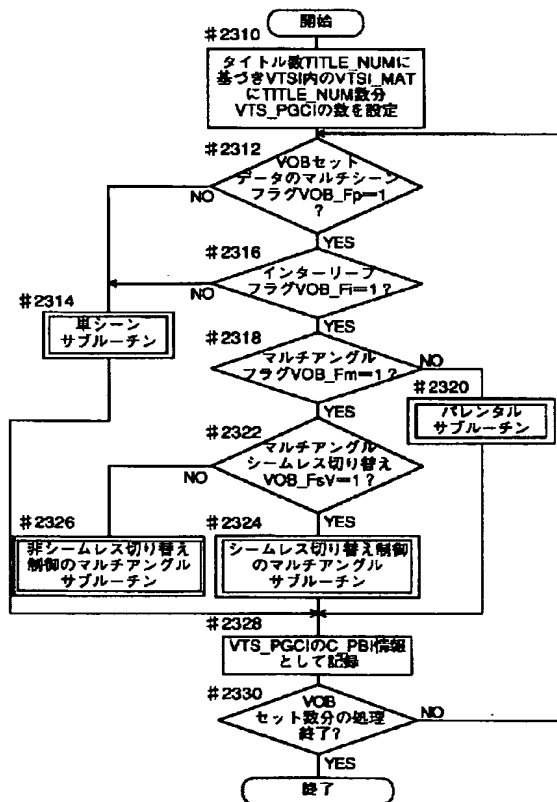 開始
#2310
タイトル数TITLE_NUMに
基づきVTSI内のVTSI_MAT
にTITLE_NUM数分
VTS_PGCIの数を設定
#2312
VOBセット
データのマルチシーン
フラグVOB_Fp=1
?
NO
YES
#2316
インターリーブ
フラグVOB_Fi=1?
NO
YES
#2314
単シーン
サブルーチン
#2318
マルチアングル
フラグVOB_Fm=1?
NO
YES
#2320
パレンタル
サブルーチン
#2322
マルチアングル
シームレス切り替え
VOB_FsV=1?
NO
YES
#2326
非シームレス切り替え
制御のマルチアングル
サブルーチン
#2324
シームレス切り替え制御
のマルチアングル
サブルーチン
#2328
VTS_PGCIのC_PBI情報
として記録
#2330
VOB
セット数分の処理
終了?
NO
YES
終了